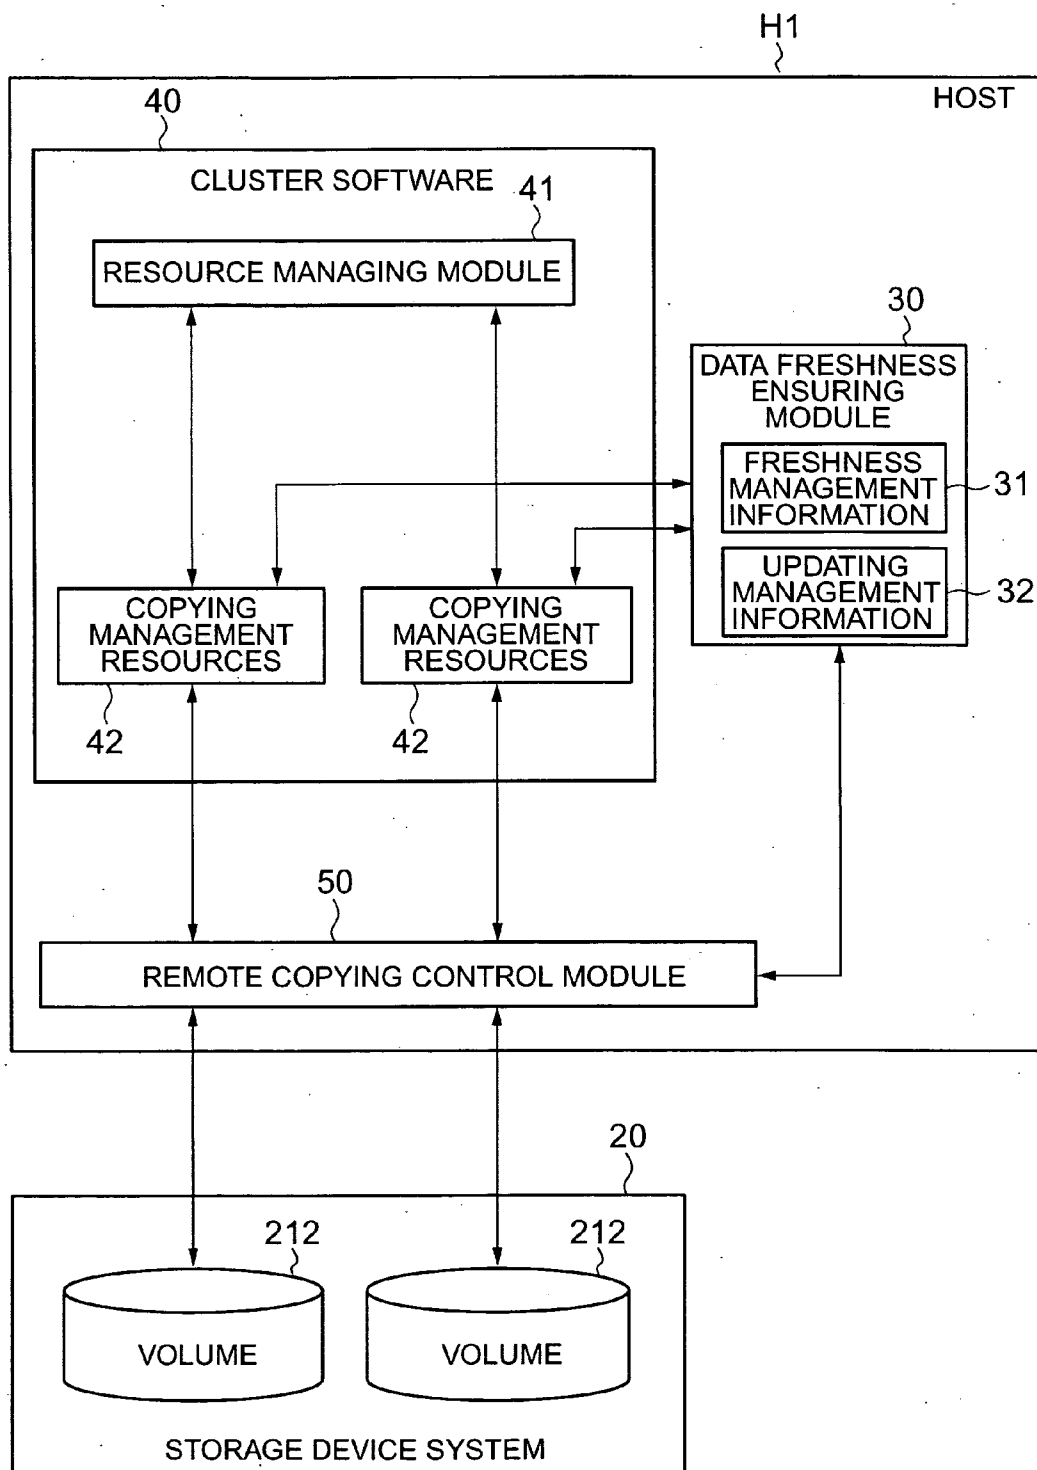 H1
HOST
40
CLUSTER SOFTWARE
41
RESOURCE MANAGING MODULE
30
DATA FRESHNESS
ENSURING
MODULE
FRESHNESS
MANAGEMENT
INFORMATION
31
UPDATING
MANAGEMENT
INFORMATION
32
COPYING
MANAGEMENT
RESOURCES
42
COPYING
MANAGEMENT
RESOURCES
42
50
REMOTE COPYING CONTROL MODULE
20
212
VOLUME
212
VOLUME
STORAGE DEVICE SYSTEM